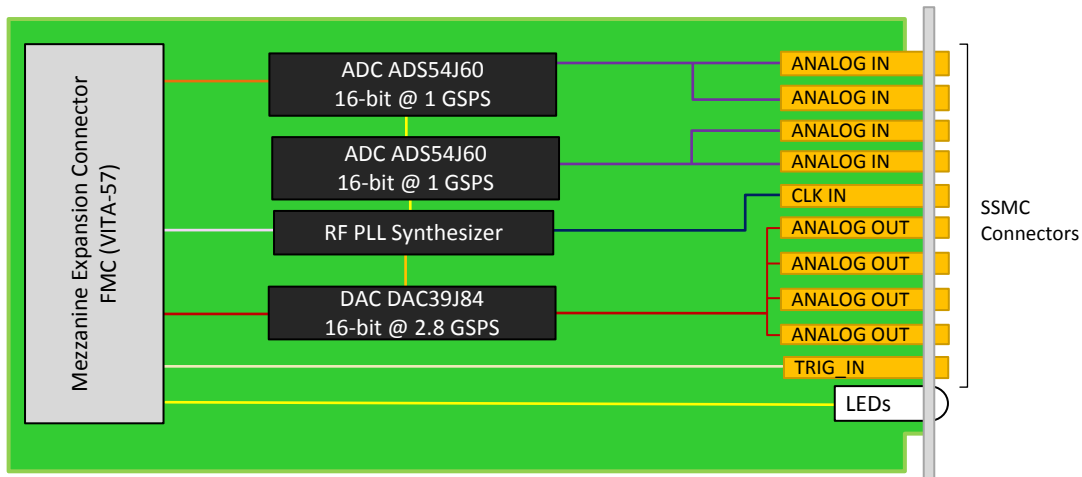 Mezzanine Expansion Connector
FMC (VITA-57)
ADC ADS54J60
16-bit @ 1 GSPS
ADC ADS54J60
16-bit @ 1 GSPS
RF PLL Synthesizer
DAC DAC39J84
16-bit @ 2.8 GSPS
ANALOG IN
ANALOG IN
ANALOG IN
ANALOG IN
CLK IN
ANALOG OUT
ANALOG OUT
ANALOG OUT
ANALOG OUT
TRIG_IN
LEDs
SSMC
Connectors